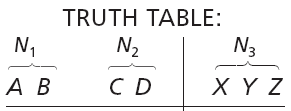 TRUTH TABLE:
N₁ N₂ N₃
A B C D X Y Z